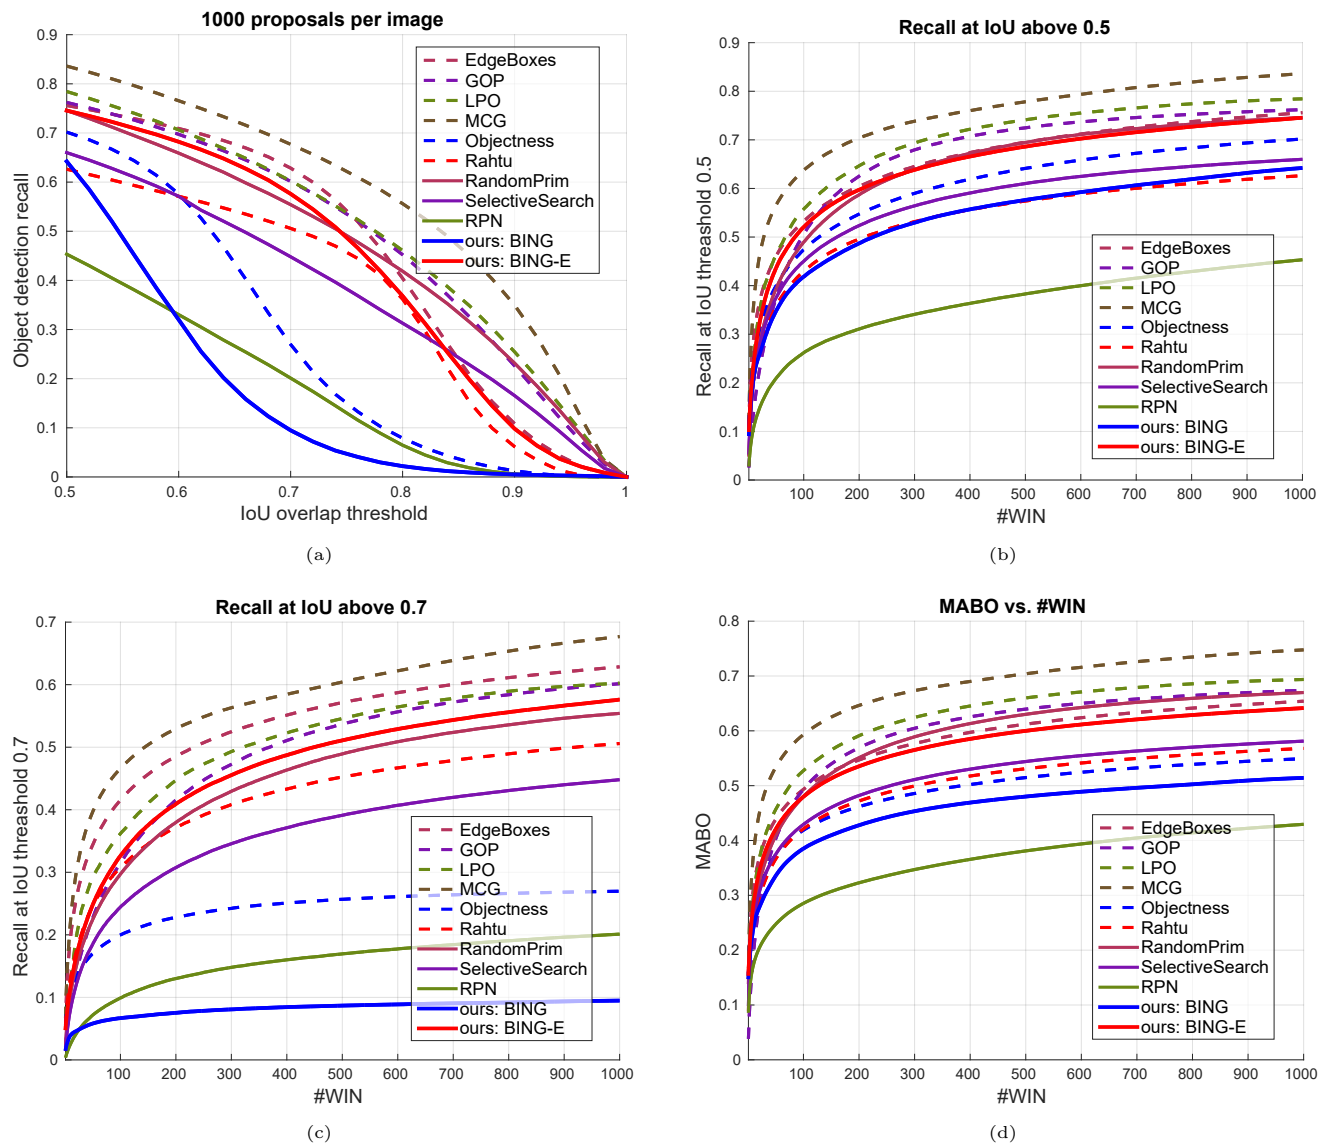 1000 proposals per image
0.9
0.8
0.7
0.6
0.5
0.4
0.3
0.2
0.1
0
Object detection recall
EdgeBoxes
GOP
LPO
MCG
Objectness
Rahtu
RandomPrim
SelectiveSearch
RPN
ours: BING
ours: BING-E
0.5 0.6 0.7 0.8 0.9 1
IoU overlap threshold
(a)
Recall at IoU above 0.5
0.9
0.8
0.7
0.6
0.5
0.4
0.3
0.2
0.1
0
Recall at IoU threashold 0.5
EdgeBoxes
GOP
LPO
MCG
Objectness
Rahtu
RandomPrim
SelectiveSearch
RPN
ours: BING
ours: BING-E
100 200 300 400 500 600 700 800 900 1000
#WIN
(b)
Recall at IoU above 0.7
0.7
0.6
0.5
0.4
0.3
0.2
0.1
0
Recall at IoU threashold 0.7
EdgeBoxes
GOP
LPO
MCG
Objectness
Rahtu
RandomPrim
SelectiveSearch
RPN
ours: BING
ours: BING-E
100 200 300 400 500 600 700 800 900 1000
#WIN
(c)
MABO vs. #WIN
0.8
0.7
0.6
0.5
0.4
0.3
0.2
0.1
0
MABO
EdgeBoxes
GOP
LPO
MCG
Objectness
Rahtu
RandomPrim
SelectiveSearch
RPN
ours: BING
ours: BING-E
100 200 300 400 500 600 700 800 900 1000
#WIN
(d)